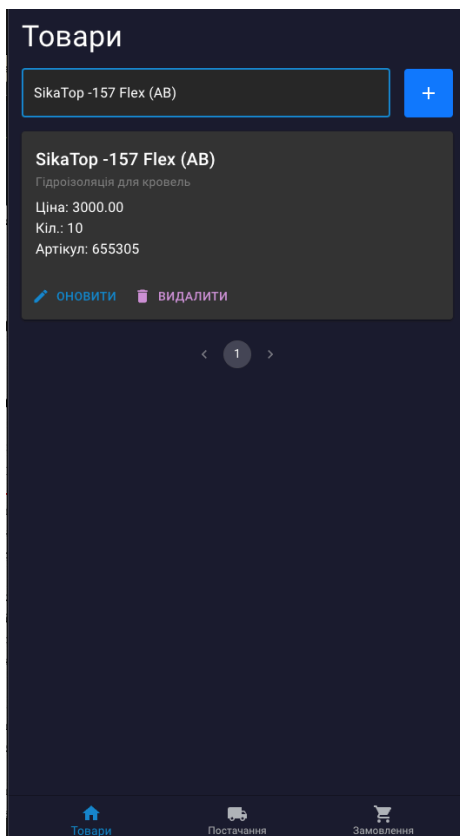 Товари
SikaTop -157 Flex (AB)
+
SikaTop -157 Flex (AB)
Гідроізоляція для кровель
Ціна: 3000.00
Кіл.: 10
Артікул: 655305
ОНОВИТИ ВИДАЛИТИ
< 1 >
Товари Постачання Замовлення